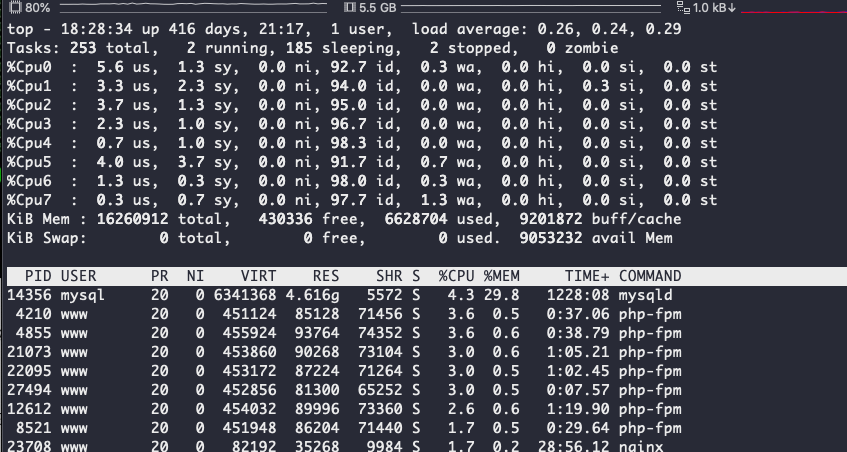 80% 5.5 GB 1.0 kB↓
top - 18:28:34 up 416 days, 21:17,  1 user,  load average: 0.26, 0.24, 0.29
Tasks: 253 total,   2 running, 185 sleeping,   2 stopped,   0 zombie
%Cpu0  :  5.6 us,  1.3 sy,  0.0 ni, 92.7 id,  0.3 wa,  0.0 hi,  0.0 si,  0.0 st
%Cpu1  :  3.3 us,  2.3 sy,  0.0 ni, 94.0 id,  0.0 wa,  0.0 hi,  0.3 si,  0.0 st
%Cpu2  :  3.7 us,  1.3 sy,  0.0 ni, 95.0 id,  0.0 wa,  0.0 hi,  0.0 si,  0.0 st
%Cpu3  :  2.3 us,  1.0 sy,  0.0 ni, 96.7 id,  0.0 wa,  0.0 hi,  0.0 si,  0.0 st
%Cpu4  :  0.7 us,  1.0 sy,  0.0 ni, 98.3 id,  0.0 wa,  0.0 hi,  0.0 si,  0.0 st
%Cpu5  :  4.0 us,  3.7 sy,  0.0 ni, 91.7 id,  0.7 wa,  0.0 hi,  0.0 si,  0.0 st
%Cpu6  :  1.3 us,  0.3 sy,  0.0 ni, 98.0 id,  0.3 wa,  0.0 hi,  0.0 si,  0.0 st
%Cpu7  :  0.3 us,  0.7 sy,  0.0 ni, 97.7 id,  1.3 wa,  0.0 hi,  0.0 si,  0.0 st
KiB Mem : 16260912 total,   430336 free,  6628704 used,  9201872 buff/cache
KiB Swap:        0 total,        0 free,        0 used.  9053232 avail Mem
PID USER      PR  NI    VIRT    RES    SHR S  %CPU %MEM     TIME+ COMMAND
14356 mysql     20   0 6341368 4.616g   5572 S   4.3 29.8   1228:08 mysqld
4210 www       20   0  451124  85128  71456 S   3.6  0.5   0:37.06 php-fpm
4855 www       20   0  455924  93764  74352 S   3.6  0.6   0:38.79 php-fpm
21073 www       20   0  453860  90268  73104 S   3.0  0.6   1:05.21 php-fpm
22095 www       20   0  453172  87224  71264 S   3.0  0.5   1:02.45 php-fpm
27494 www       20   0  452856  81300  65252 S   3.0  0.5   0:07.57 php-fpm
12612 www       20   0  454032  89996  73360 S   2.6  0.6   1:19.90 php-fpm
8521 www       20   0  451948  86204  71440 S   1.7  0.5   0:29.64 php-fpm
23708 www       20   0   82192  35268   9984 S   1.7  0.2  28:56.12 nginx